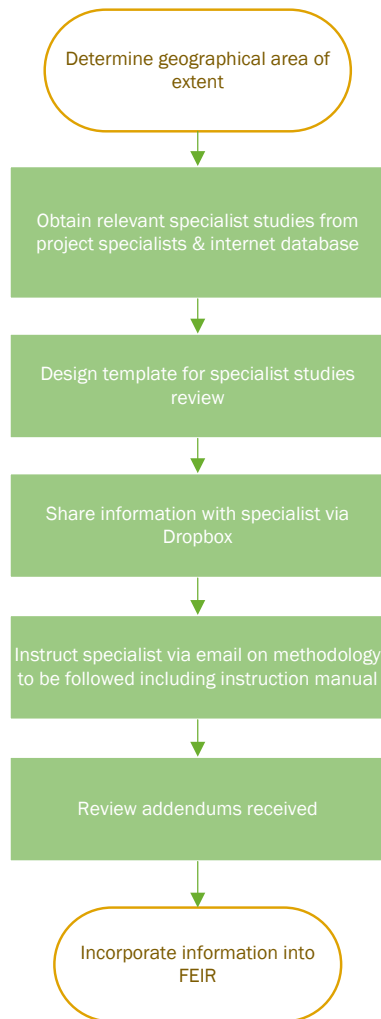 Determine geographical area of
extent
Obtain relevant specialist studies from
project specialists & internet database
Design template for specialist studies
review
Share information with specialist via
Dropbox
Instruct specialist via email on methodology
to be followed including instruction manual
Review addendums received
Incorporate information into
FEIR